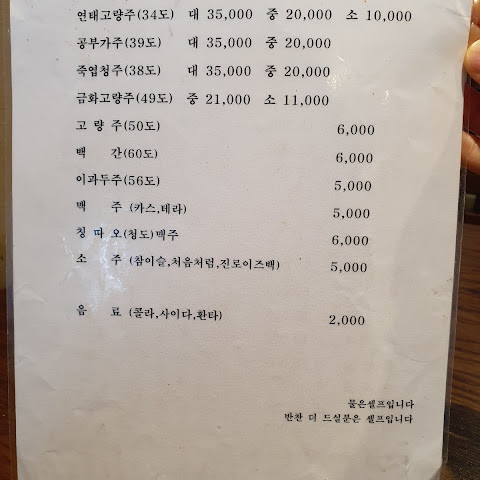 연태고량주(34도) 대 35,000 중 20,000 소 10,000
공부가주(39도) 대 35,000 중 20,000
죽엽청주(38도) 대 35,000 중 20,000
금화고량주(49도) 중 21,000 소 11,000
고 량 주(50도) 6,000
백 간(60도) 6,000
이과두주(56도) 5,000
맥 주 (카스,테라) 5,000
칭 따 오(청도)맥주 6,000
소 주 (참이슬,처음처럼,진로이즈백) 5,000
음 료 (콜라,사이다,환타) 2,000
물은셀프입니다
반찬 더 드실분은 셀프입니다